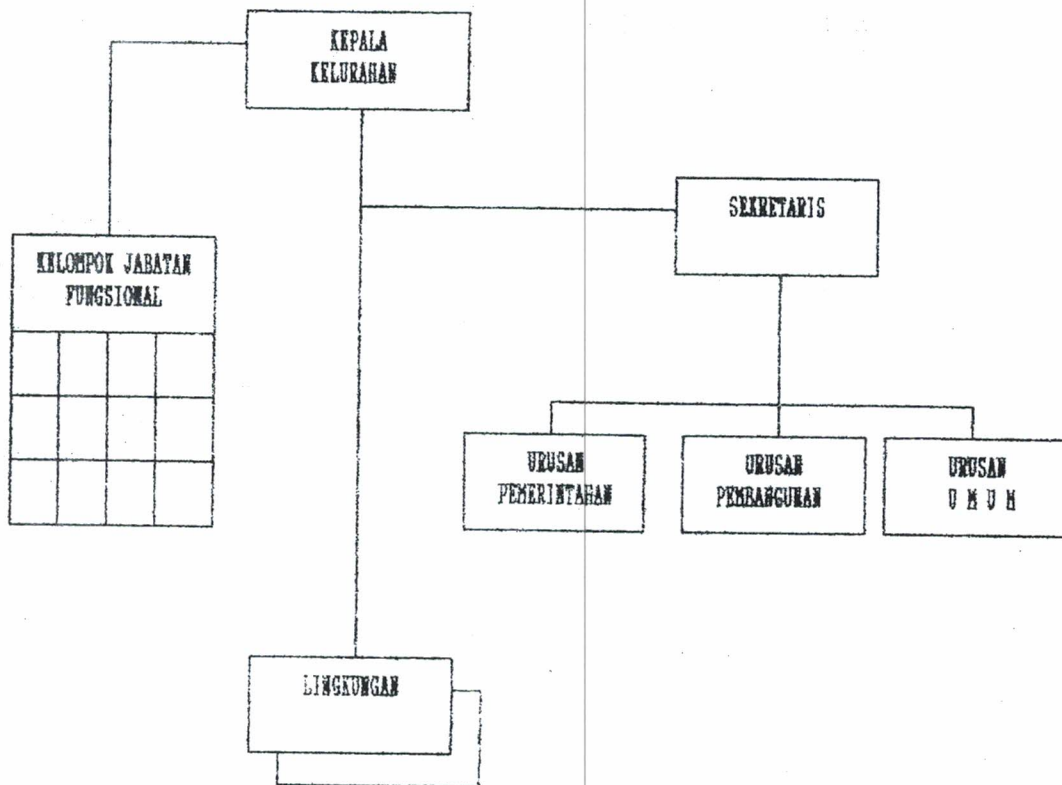 KEPALA
KELURAHAN
SEKRETARIS
KELOMPOK JABATAN
FUNGSIONAL
URUSAN
PEMERINTAHAN
URUSAN
PEMBANGUNAN
URUSAN
U M U M
LINGKUNGAN